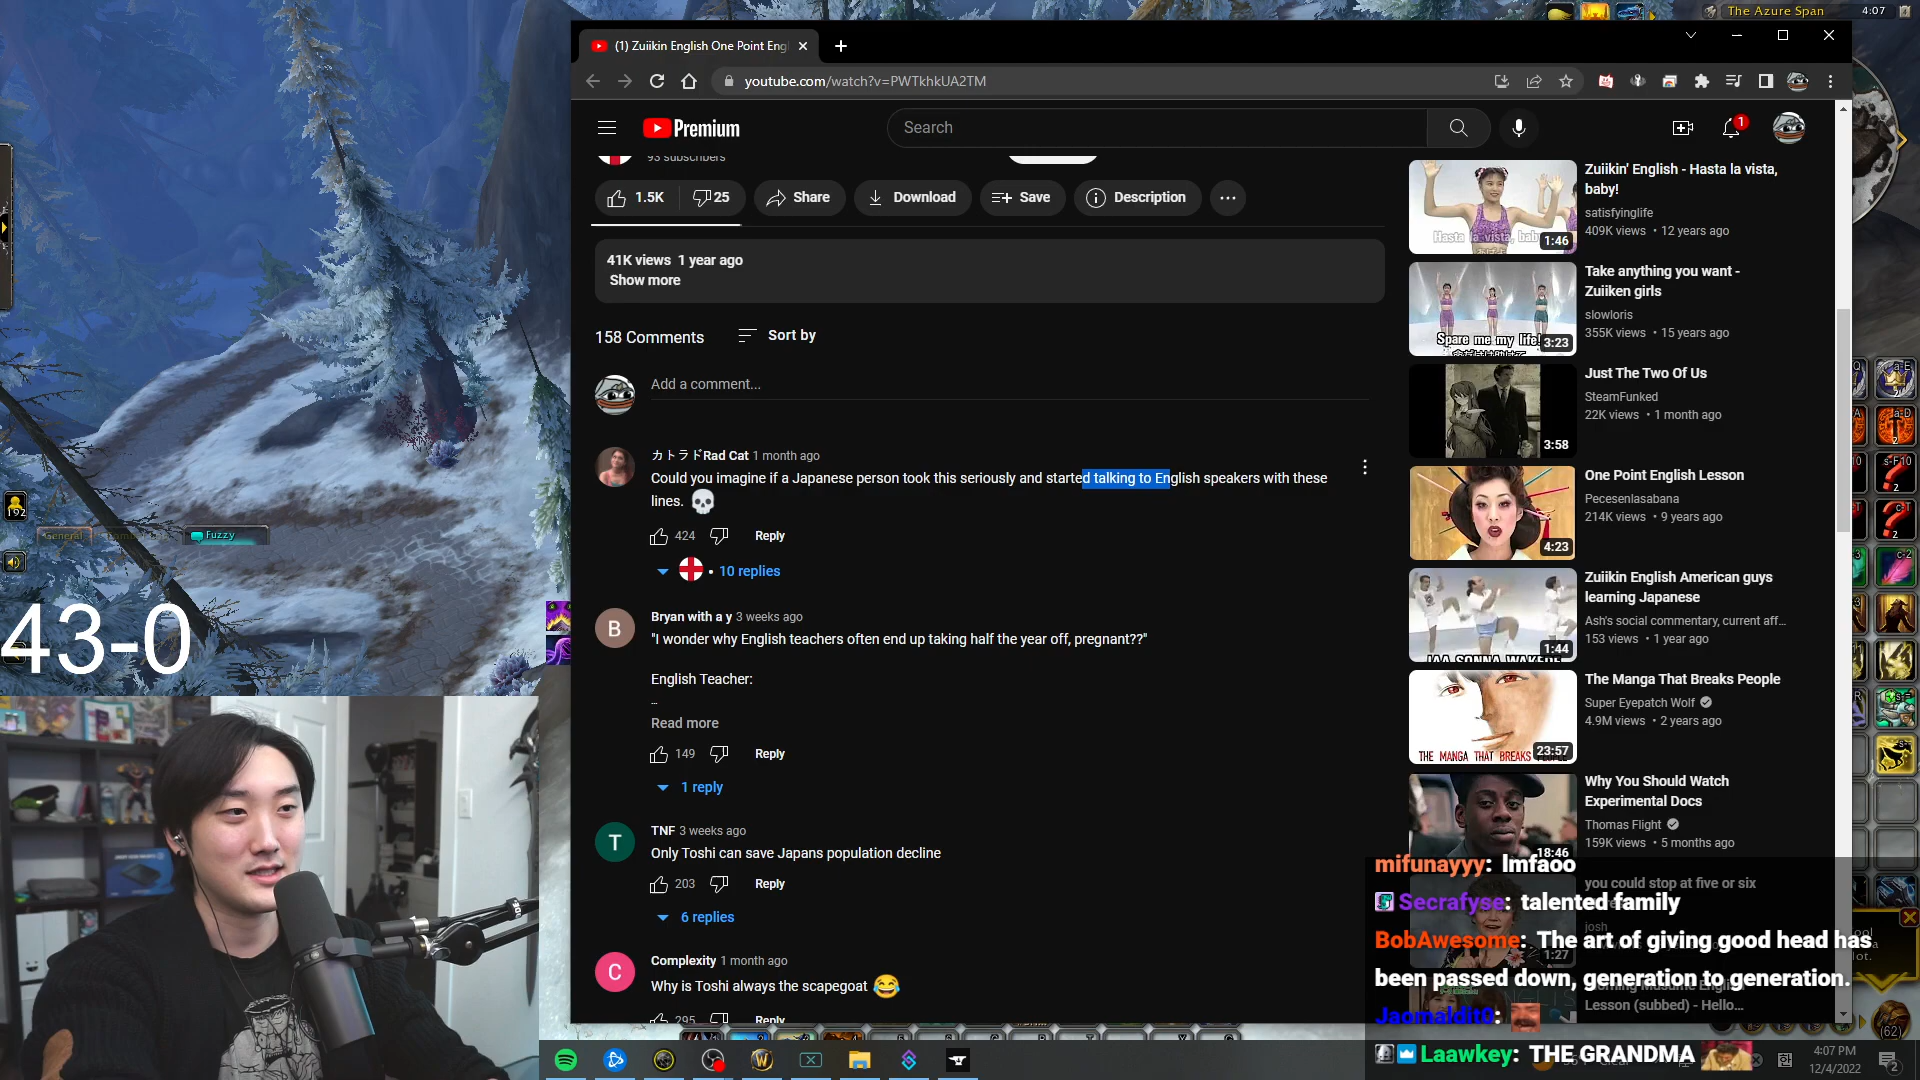 The Azure Span
4:07
(1) Zuiikin English One Point Engl
youtube.com/watch?v=PWTkhkUA2TM
Premium
Search
1
93 subscribers
1.5K
25
Share
Download
Save
Description
41K views 1 year ago
Show more
158 Comments
Sort by
Add a comment...
カトラドRad Cat 1 month ago
Could you imagine if a Japanese person took this seriously and started talking to English speakers with these
lines. 💀
424
Reply
10 replies
Bryan with a y 3 weeks ago
"I wonder why English teachers often end up taking half the year off, pregnant??"
English Teacher:
..
Read more
149
Reply
1 reply
TNF 3 weeks ago
Only Toshi can save Japans population decline
203
Reply
6 replies
Complexity 1 month ago
Why is Toshi always the scapegoat 😂
295
Reply
B
T
C
Zuiikin' English - Hasta la vista,
baby!
satisfyinglife
409K views • 12 years ago
Hasta la vista, baby
1:46
Take anything you want -
Zuiiken girls
slowloris
355K views • 15 years ago
Spare me my life!
3:23
Just The Two Of Us
SteamFunked
22K views • 1 month ago
3:58
One Point English Lesson
Pecesenlasabana
214K views • 9 years ago
4:23
Zuiikin English American guys
learning Japanese
Ash's social commentary, current aff...
153 views • 1 year ago
1:44
The Manga That Breaks People
Super Eyepatch Wolf
4.9M views • 2 years ago
THE MANGA THAT BREAKS PEOPLE
23:57
Why You Should Watch
Experimental Docs
Thomas Flight
159K views • 5 months ago
18:46
you could stop at five or six
josh
1:27
Lesson (subbed) - Hello...
mifunayyy: lmfaoo
Secrafyse: talented family
BobAwesome: The art of giving good head has
been passed down, generation to generation.
Jaomaldit0:
Laawkey: THE GRANDMA
192
General
Fuzzy
43-0
(62)
4:07 PM
12/4/2022
2